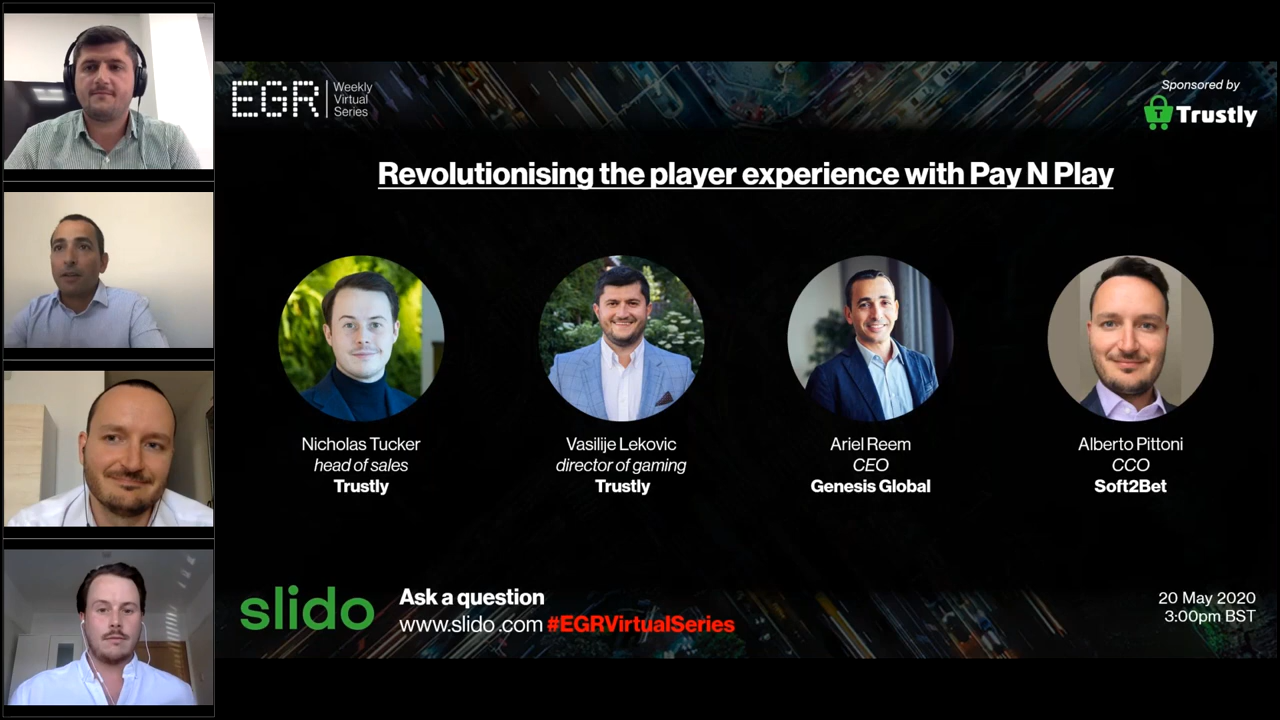 EGR
Weekly
Virtual
Series
Sponsored by
Trustly
Revolutionising the player experience with Pay N Play
Nicholas Tucker
head of sales
Trustly
Vasilije Lekovic
director of gaming
Trustly
Ariel Reem
CEO
Genesis Global
Alberto Pittoni
CCO
Soft2Bet
slido
Ask a question
www.slido .com #EGRVirtualSeries
20 May 2020
3:00pm BST